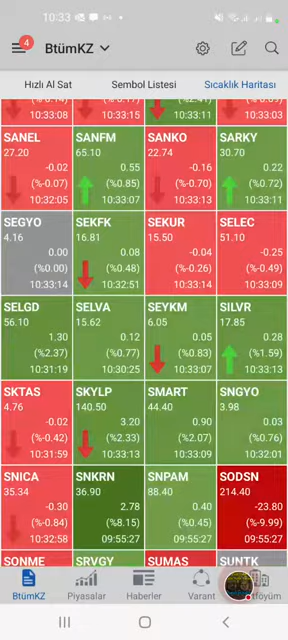 10:33
4
BtümKZ
Hızlı Al Sat Sembol Listesi Sıcaklık Haritası
10:33:08 10:33:15 10:33:11 10:33:03
SANEL SANFM SANKO SARKY
27.20 65.10 22.74 30.70
-0.02 0.55 -0.16 0.22
(%-0.07) (%0.85) (%-0.70) (%0.72)
10:32:05 10:33:07 10:33:13 10:33:11
SEGYO SEKFK SEKUR SELEC
4.16 16.81 15.50 51.10
0.00 0.08 -0.04 -0.25
(%0.00) (%0.48) (%-0.26) (%-0.49)
10:33:14 10:32:51 10:33:14 10:33:09
SELGD SELVA SEYKM SILVR
56.10 15.62 6.05 17.85
1.30 0.12 0.05 0.28
(%2.37) (%0.77) (%0.83) (%1.59)
10:31:19 10:30:25 10:33:07 10:33:13
SKTAS SKYLP SMART SNGYO
4.76 140.50 44.40 3.98
-0.02 3.20 0.90 0.03
(%-0.42) (%2.33) (%2.07) (%0.76)
10:31:59 10:33:13 10:33:09 10:32:01
SNICA SNKRN SNPAM SODSN
35.34 36.90 88.40 214.40
-0.30 2.78 0.40 -23.80
(%-0.84) (%8.15) (%0.45) (%-9.99)
10:32:58 09:55:27 09:55:27 09:55:27
SONME SRVGY SUMAS SUNTK
BtümKZ Piyasalar Haberler Varant